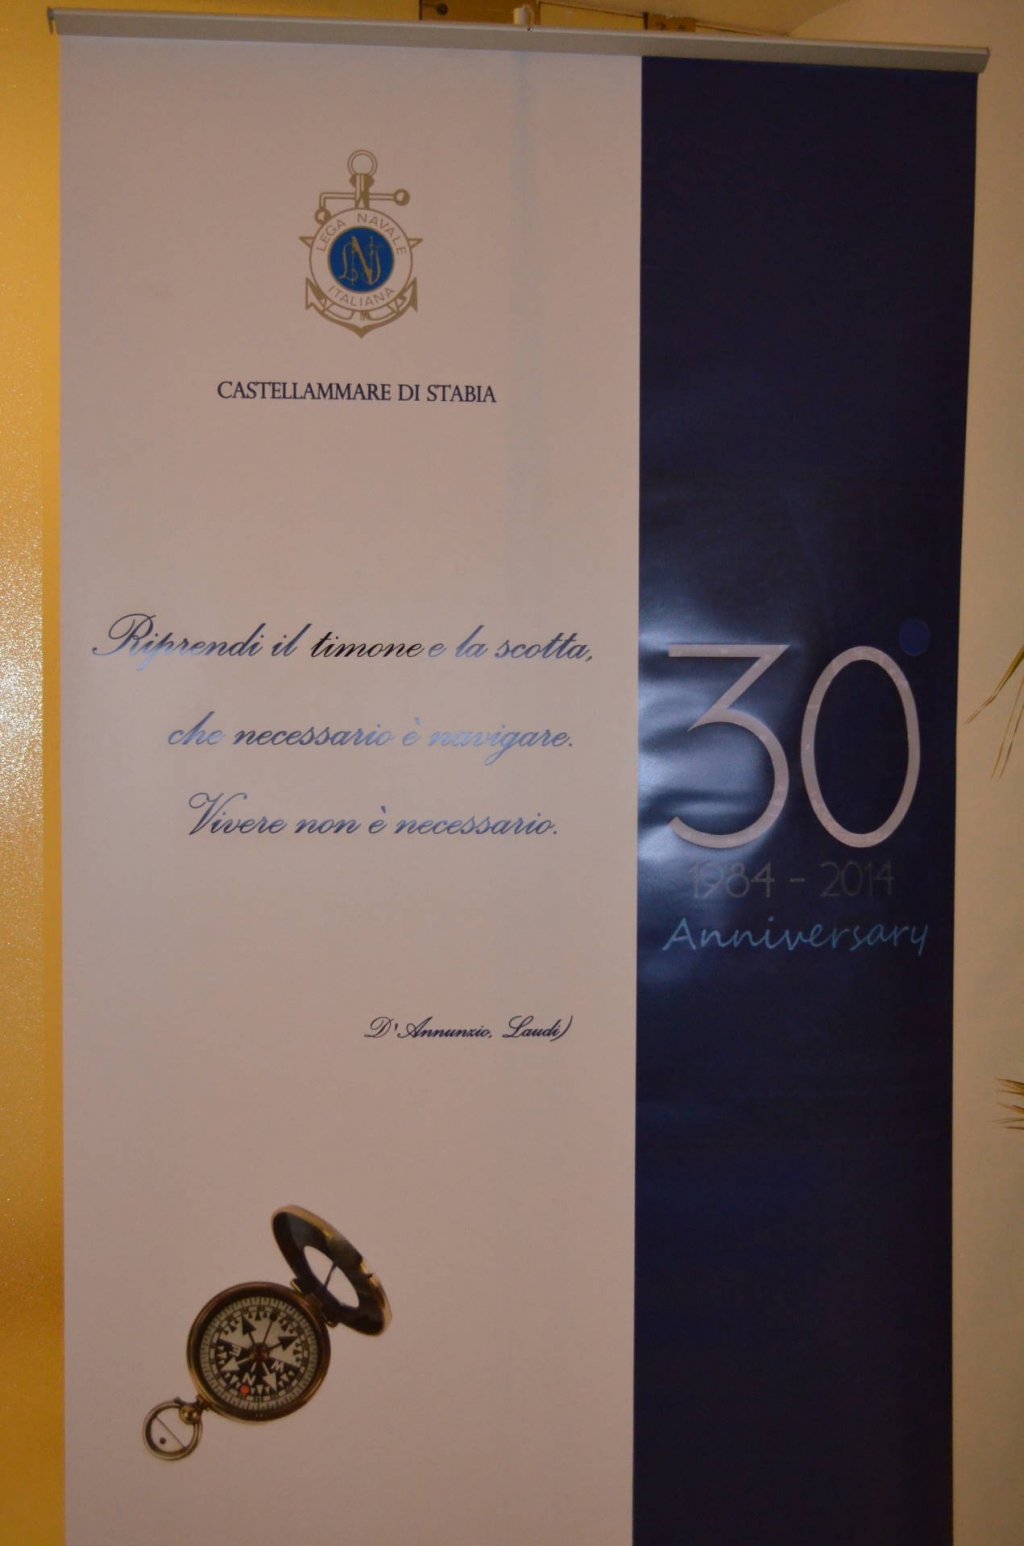 LEGA NAVALE
LNI
ITALIANA
CASTELLAMMARE DI STABIA
Riprendi il timone e la scotta,
che necessario è navigare.
Vivere non è necessario.
D'Annunzio, Laudi)
30°
1984 - 2014
Anniversary
N